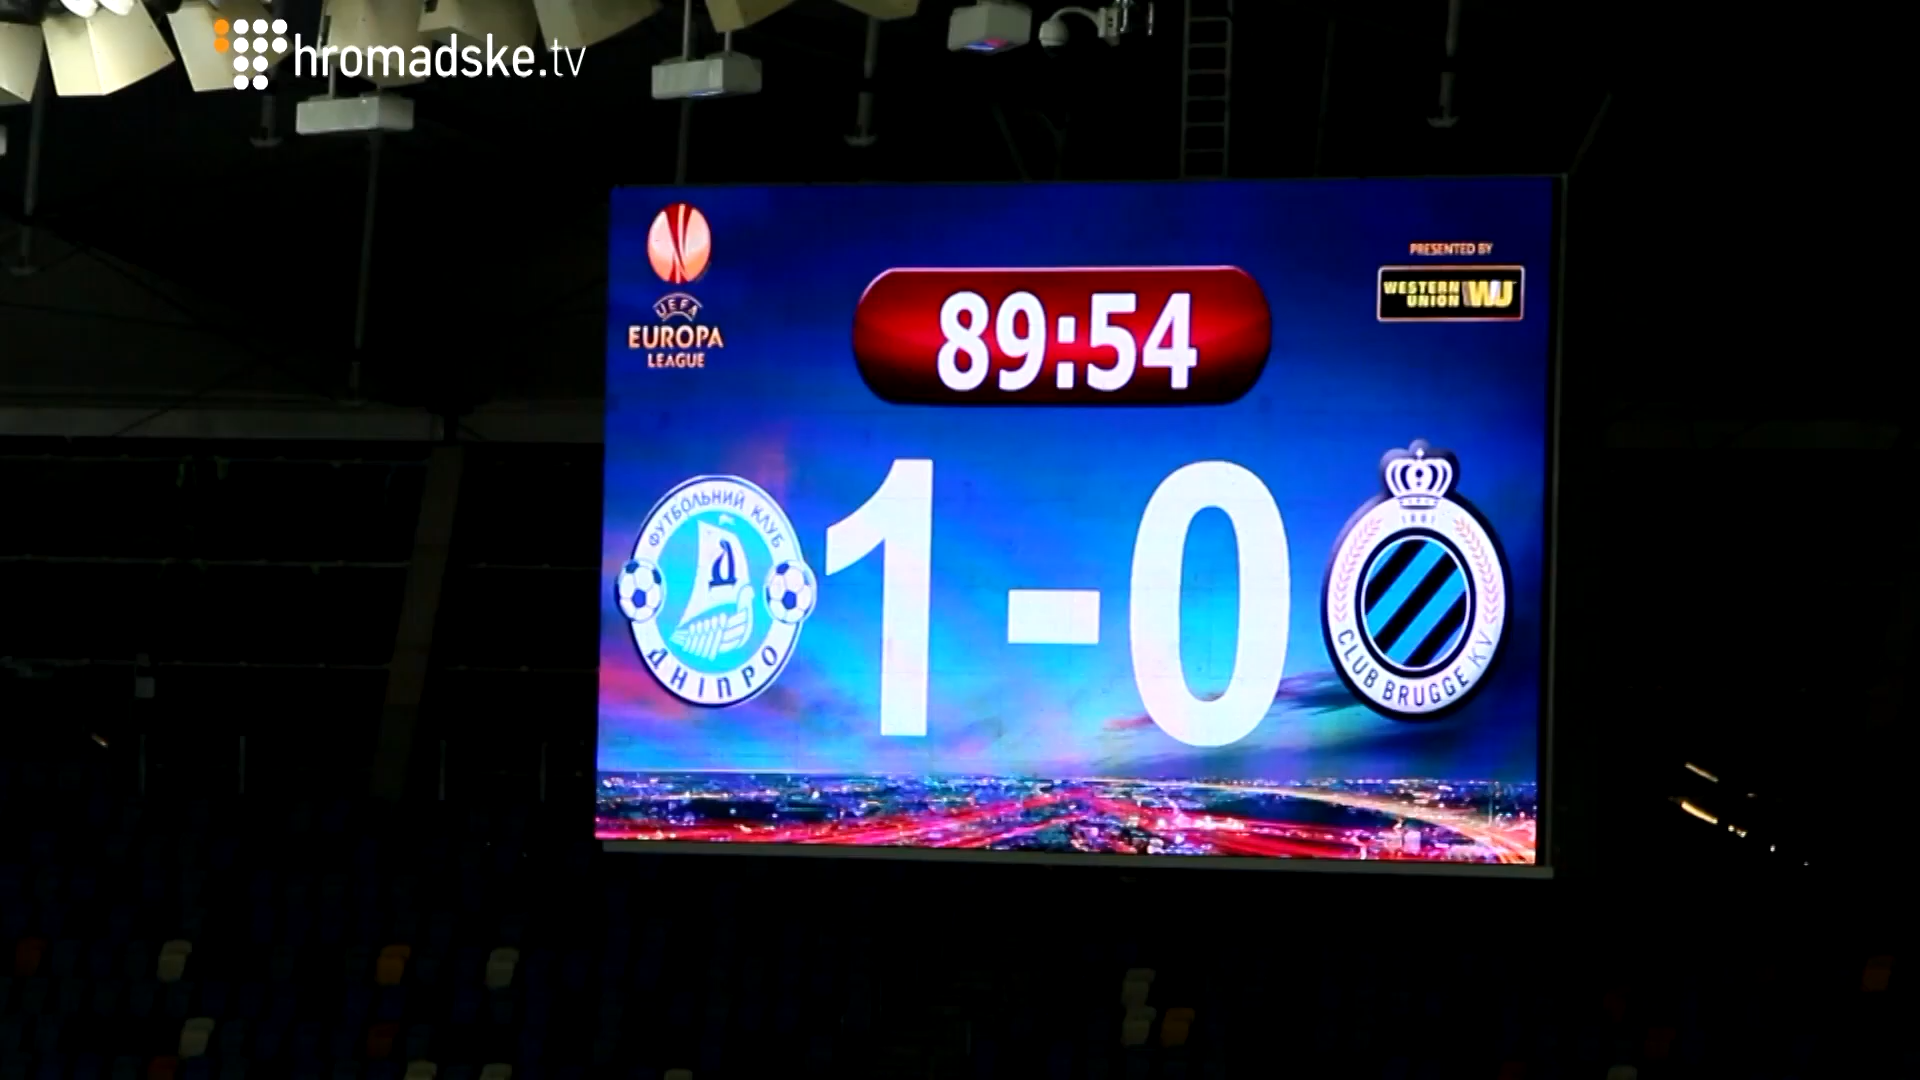 hromadske.tv
UEFA
EUROPA
LEAGUE
PRESENTED BY
WESTERN
UNION WU
89:54
1-0
ФУТБОЛЬНИЙ КЛУБ
Д
ДНІПРО
1891
CLUB BRUGGE KV